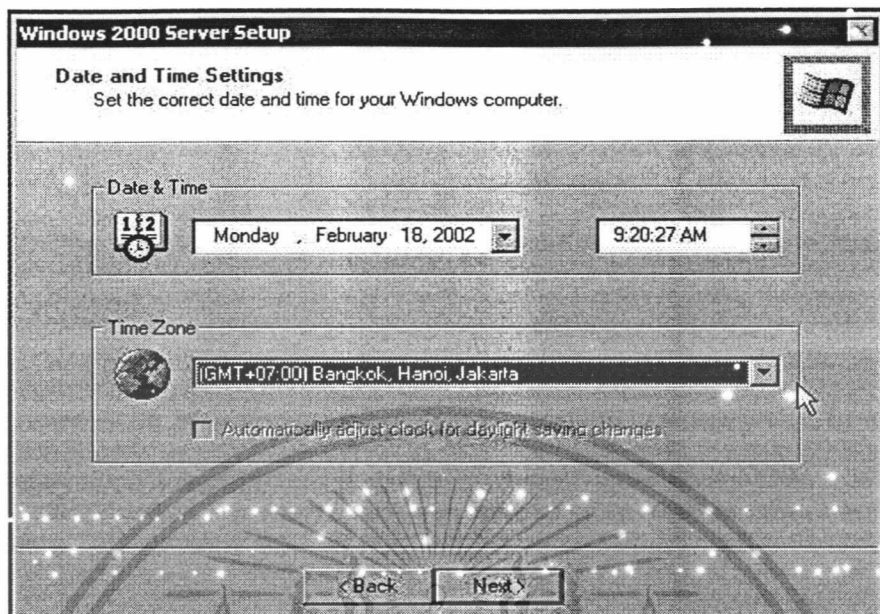 Windows 2000 Server Setup
Date and Time Settings
Set the correct date and time for your Windows computer.
Date & Time
Monday , February 18, 2002
9:20:27 AM
Time Zone
(GMT+07:00) Bangkok, Hanoi, Jakarta
Automatically adjust clock for daylight saving changes
< Back
Next >